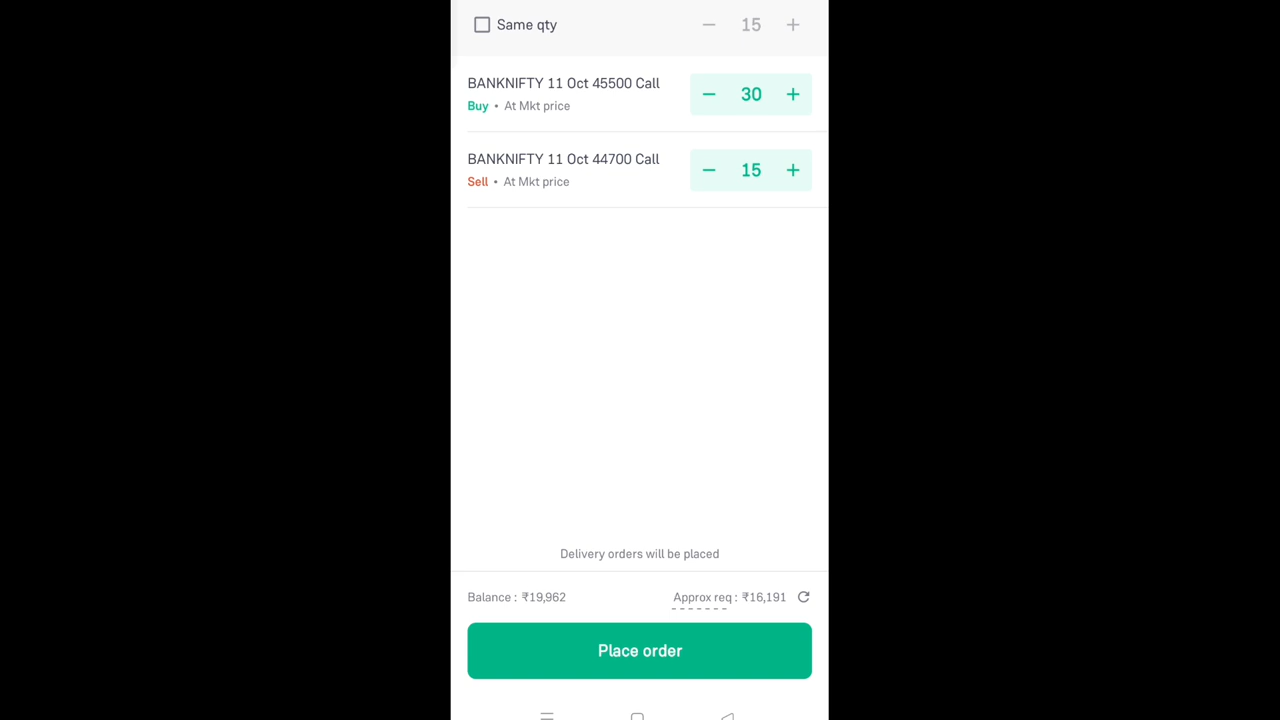 Same qty
− 15 +
BANKNIFTY 11 Oct 45500 Call
Buy • At Mkt price
− 30 +
BANKNIFTY 11 Oct 44700 Call
Sell • At Mkt price
− 15 +
Delivery orders will be placed
Balance : ₹19,962
Approx req : ₹16,191
Place order